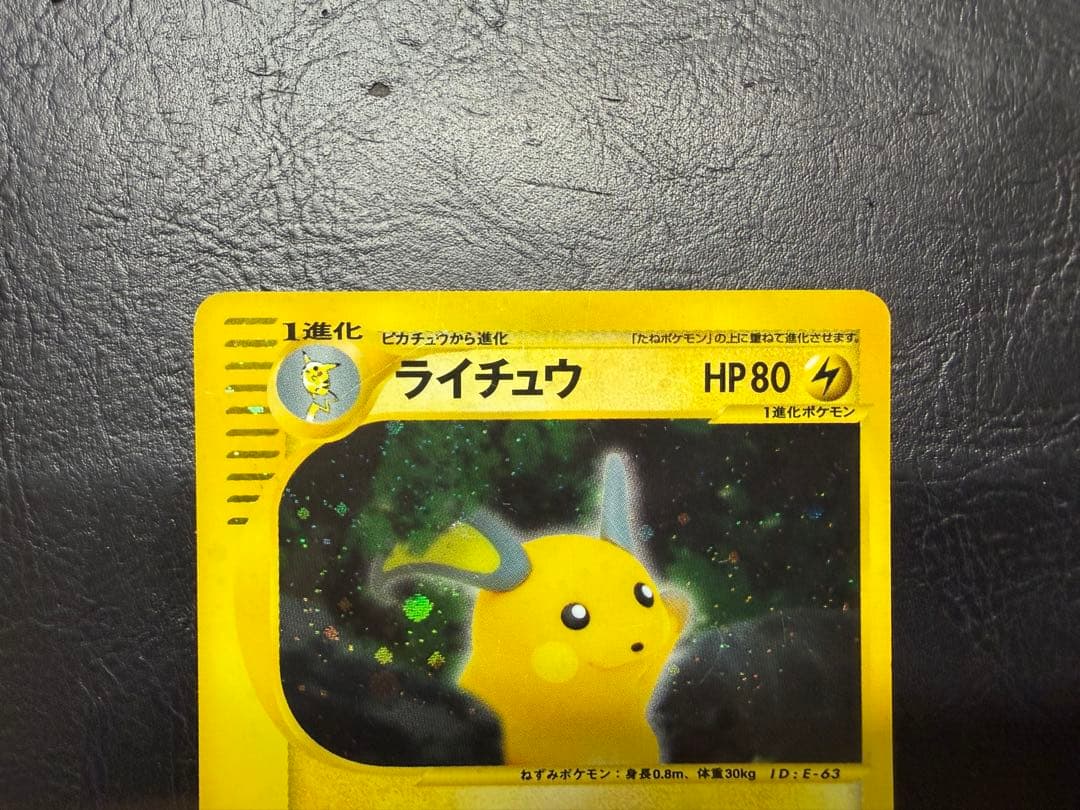 1進化 ピカチュウから進化 「たねポケモン」の上に重ねて進化させます。
ライチュウ HP80
1進化ポケモン
ねずみポケモン：身長0.8m、体重30kg ID:E-63